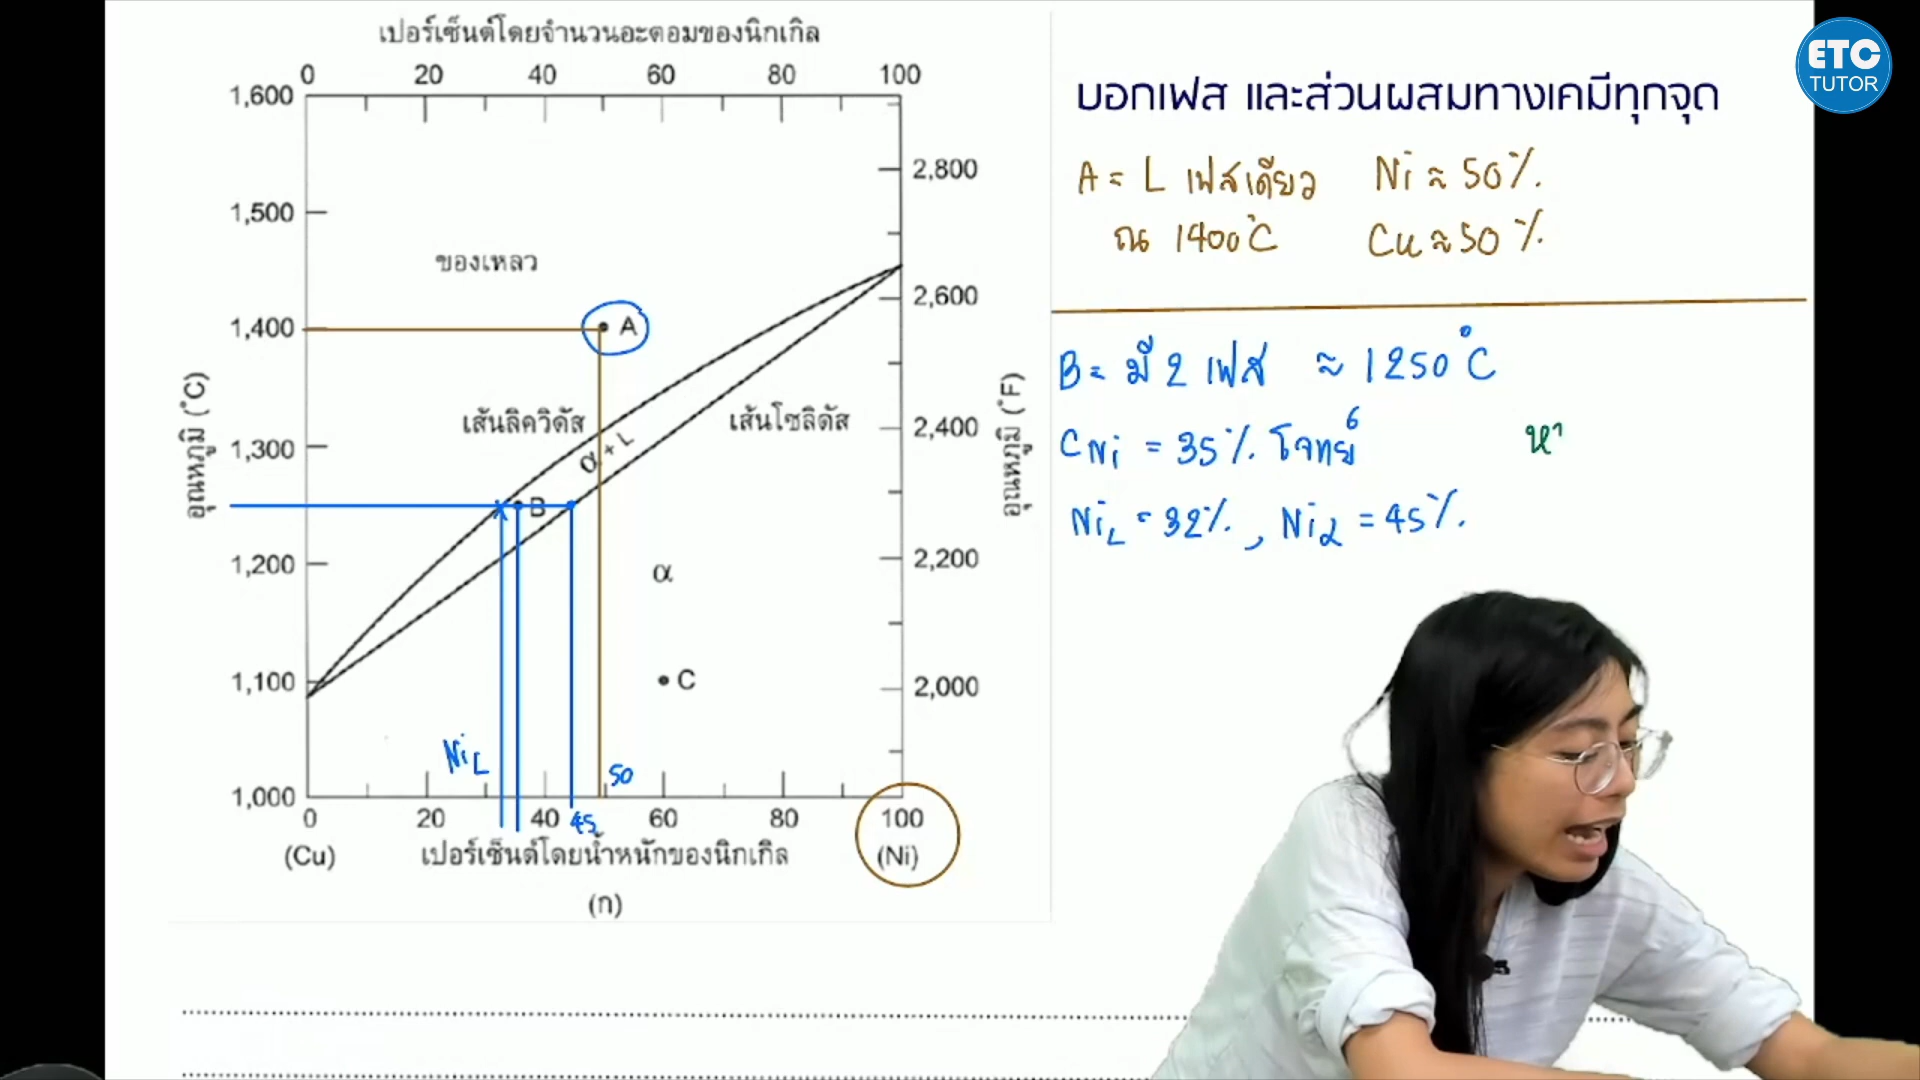 เปอร์เซ็นต์โดยจำนวนอะตอมของนิกเกิล
0 20 40 60 80 100
1,600
1,500
1,400
1,300
1,200
1,100
1,000
2,800
2,600
2,400
2,200
2,000
อุณหภูมิ (°C)
อุณหภูมิ (°F)
ของเหลว
A
เส้นลิควิดัส
α + L
เส้นโซลิดัส
B
α
C
Ni L
50
45
0 20 40 60 80 100
(Cu) เปอร์เซ็นต์โดยน้ำหนักของนิกเกิล (Ni)
(ก)
ETC
TUTOR
บอกเฟส และส่วนผสมทางเคมีทุกจุด
A = L เฟสเดียว Ni ≈ 50 %.
ณ 1400°C Cu ≈ 50 %
B = มี 2 เฟส ≈ 1250°C
CNi = 35 %. โจทย์
NiL = 32 %. , Niα = 45 %.
หา